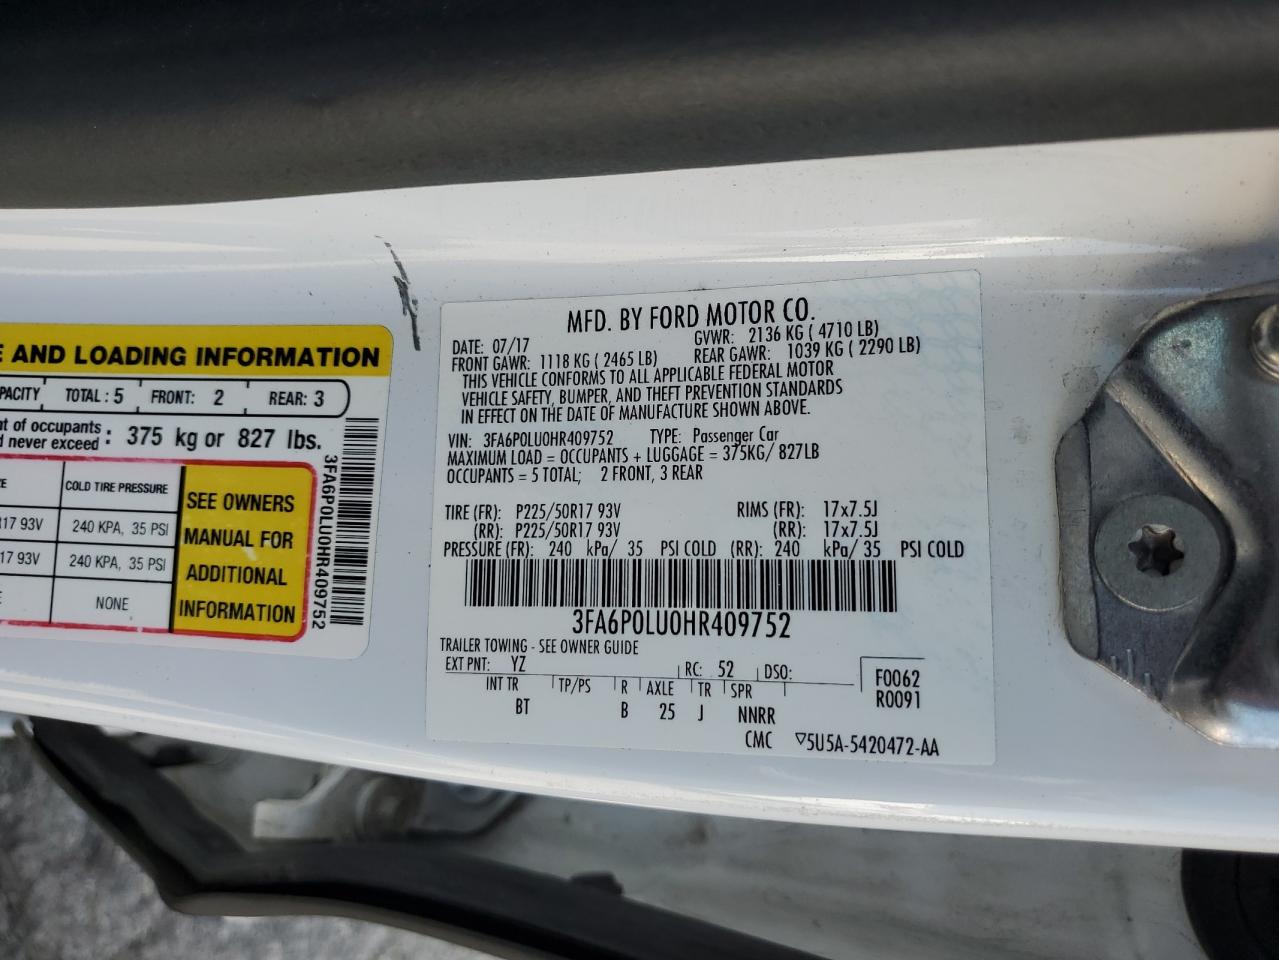 E AND LOADING INFORMATION
PACITY TOTAL : 5 FRONT: 2 REAR: 3
nt of occupants
d never exceed : 375 kg or 827 lbs.
ZE COLD TIRE PRESSURE
R17 93V 240 KPA, 35 PSI
R17 93V 240 KPA, 35 PSI
E NONE
SEE OWNERS
MANUAL FOR
ADDITIONAL
INFORMATION
3FA6P0LU0HR409752
MFD. BY FORD MOTOR CO.
DATE: 07/17 GVWR: 2136 KG ( 4710 LB)
FRONT GAWR: 1118 KG ( 2465 LB) REAR GAWR: 1039 KG ( 2290 LB)
THIS VEHICLE CONFORMS TO ALL APPLICABLE FEDERAL MOTOR
VEHICLE SAFETY, BUMPER, AND THEFT PREVENTION STANDARDS
IN EFFECT ON THE DATE OF MANUFACTURE SHOWN ABOVE.
VIN: 3FA6P0LU0HR409752 TYPE: Passenger Car
MAXIMUM LOAD = OCCUPANTS + LUGGAGE = 375KG/ 827LB
OCCUPANTS = 5 TOTAL; 2 FRONT, 3 REAR
TIRE (FR): P225/50R17 93V RIMS (FR): 17x7.5J
(RR): P225/50R17 93V (RR): 17x7.5J
PRESSURE (FR): 240 kPa/ 35 PSI COLD (RR): 240 kPa/ 35 PSI COLD
3FA6P0LU0HR409752
TRAILER TOWING - SEE OWNER GUIDE
EXT PNT: YZ RC: 52 DSO:
F0062
R0091
INT TR TP/PS R AXLE TR SPR
BT B 25 J NNRR
CMC ▽5U5A-5420472-AA